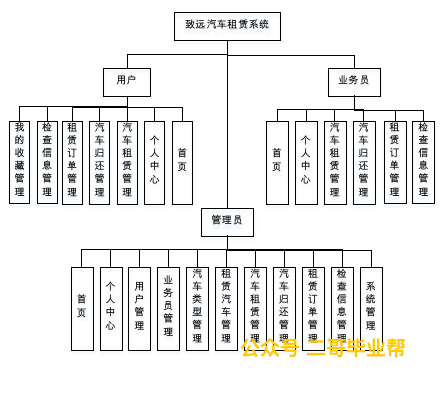 致远汽车租赁系统
用户
业务员
我的收藏管理
检查信息管理
租赁订单管理
汽车归还管理
汽车租赁管理
个人中心
首页
首页
个人中心
汽车租赁管理
汽车归还管理
租赁订单管理
检查信息管理
管理员
首页
个人中心
用户管理
业务员管理
汽车类型管理
租赁汽车管理
汽车租赁管理
汽车归还管理
租赁订单管理
检查信息管理
系统管理
公众号 二哥毕业帮